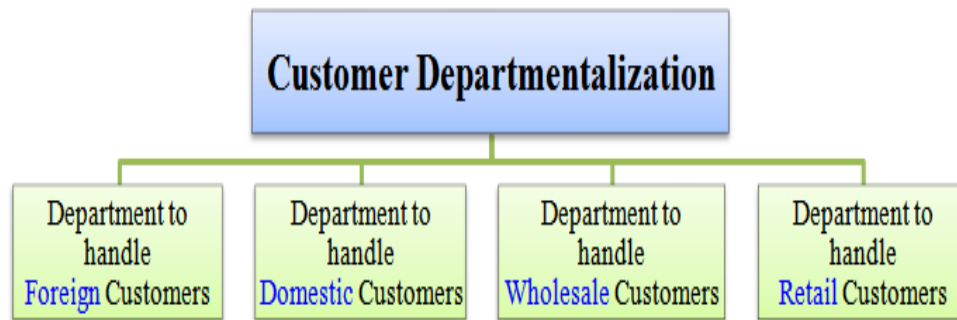 Customer Departmentalization
Department to
handle
Foreign Customers
Department to
handle
Domestic Customers
Department to
handle
Wholesale Customers
Department to
handle
Retail Customers